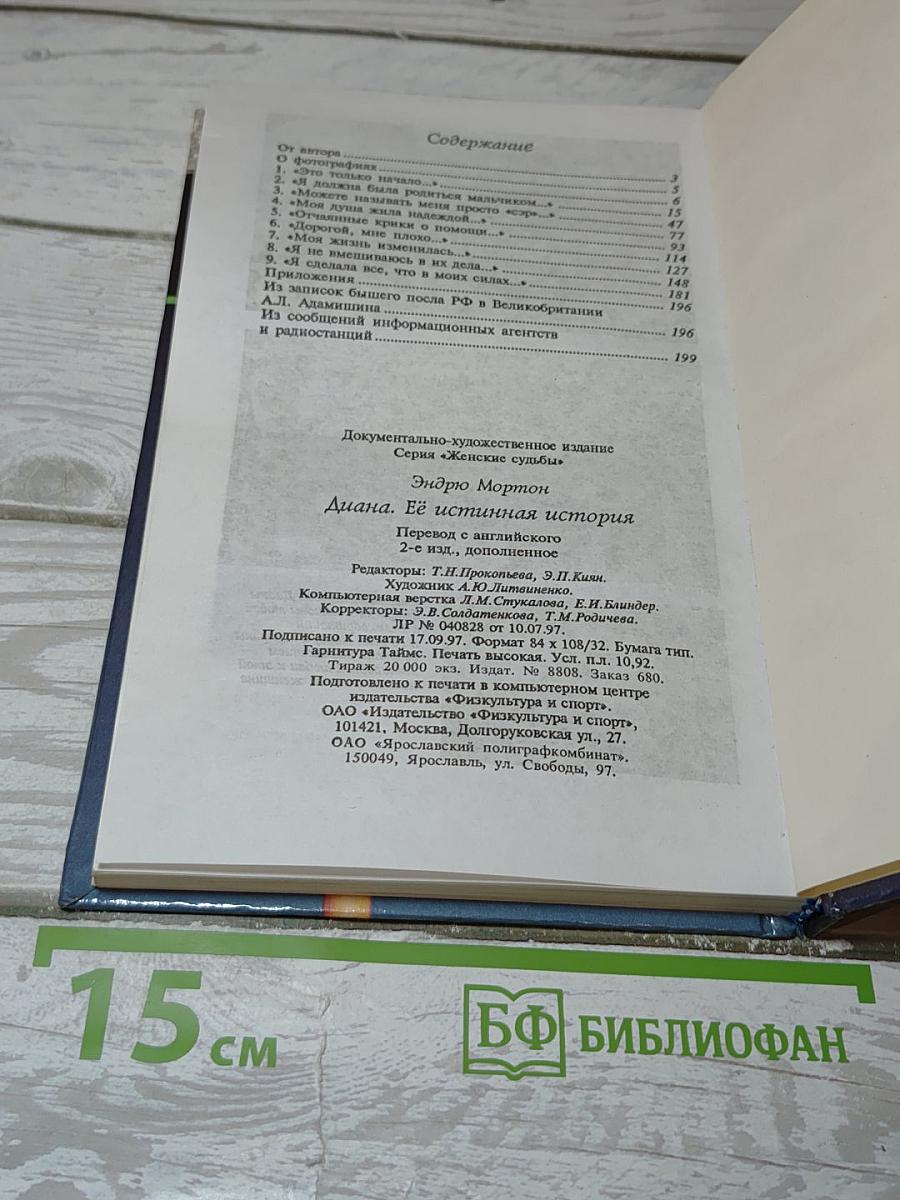 Содержание
От автора 3
О фотографиях 5
1. «Это только начало...» 6
2. «Я должна была родиться мальчиком...» 15
3. «Можете называть меня просто «сэр»...» 47
4. «Моя душа жила надеждой...» 77
5. «Отчаянные крики о помощи...» 93
6. «Дорогой, мне плохо...» 114
7. «Моя жизнь изменилась...» 127
8. «Я не вмешиваюсь в их дела...» 148
9. «Я сделала все, что в моих силах...» 181
Приложения 196
Из записок бышего посла РФ в Великобритании
А.Л. Адамишина 196
Из сообщений информационных агентств
и радиостанций 199
Документально-художественное издание
Серия «Женские судьбы»
Эндрю Мортон
Диана. Её истинная история
Перевод с английского
2-е изд., дополненное
Редакторы: Т.Н.Прокопьева, Э.П.Киян.
Художник А.Ю.Литвиненко.
Компьютерная верстка Л.М.Стукалова, Е.И.Блиндер.
Корректоры: Э.В.Солдатенкова, Т.М.Родичева.
ЛР № 040828 от 10.07.97.
Подписано к печати 17.09.97. Формат 84 х 108/32. Бумага тип.
Гарнитура Таймс. Печать высокая. Усл. п.л. 10,92.
Тираж 20 000 экз. Издат. № 8808. Заказ 680.
Подготовлено к печати в компьютерном центре
издательства «Физкультура и спорт».
ОАО «Издательство «Физкультура и спорт»,
101421, Москва, Долгоруковская ул., 27.
ОАО «Ярославский полиграфкомбинат».
150049, Ярославль, ул. Свободы, 97.
15 см
БФ БИБЛИОФАН